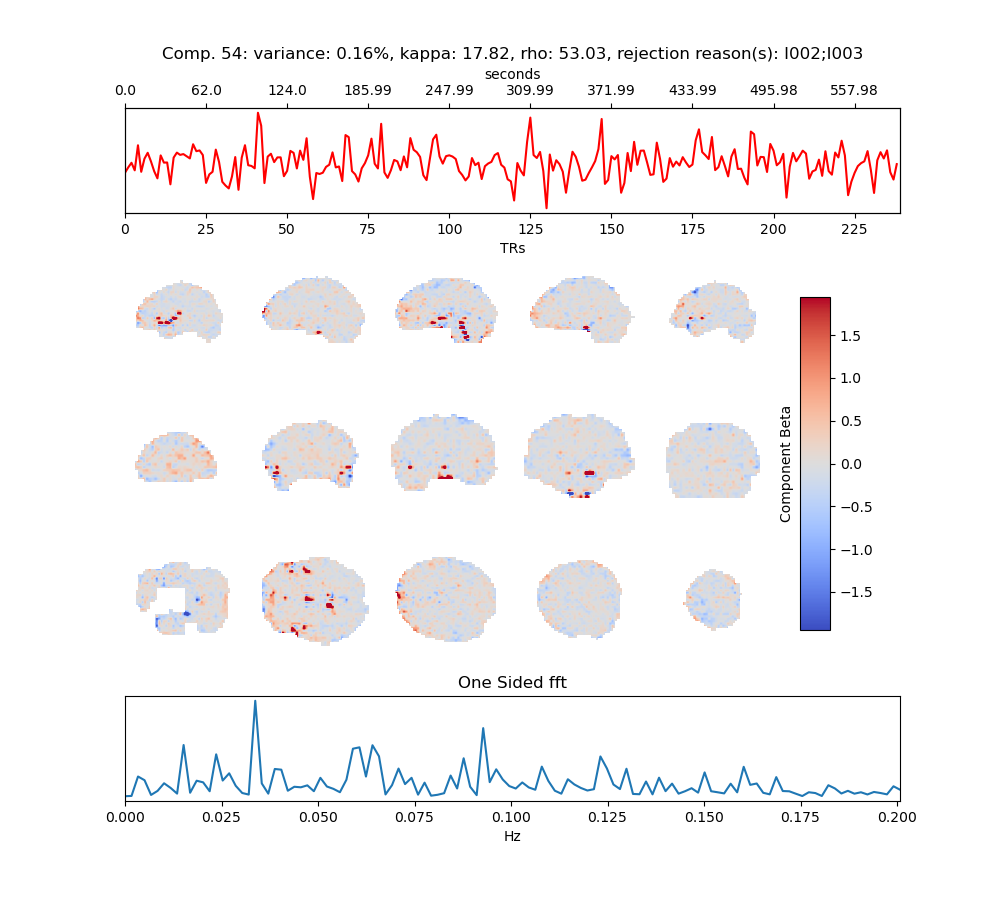 Comp. 54: variance: 0.16%, kappa: 17.82, rho: 53.03, rejection reason(s): I002;I003
seconds
0.0 62.0 124.0 185.99 247.99 309.99 371.99 433.99 495.98 557.98
0 25 50 75 100 125 150 175 200 225
TRs
1.5
1.0
0.5
0.0
−0.5
−1.0
−1.5
Component Beta
One Sided fft
0.000 0.025 0.050 0.075 0.100 0.125 0.150 0.175 0.200
Hz